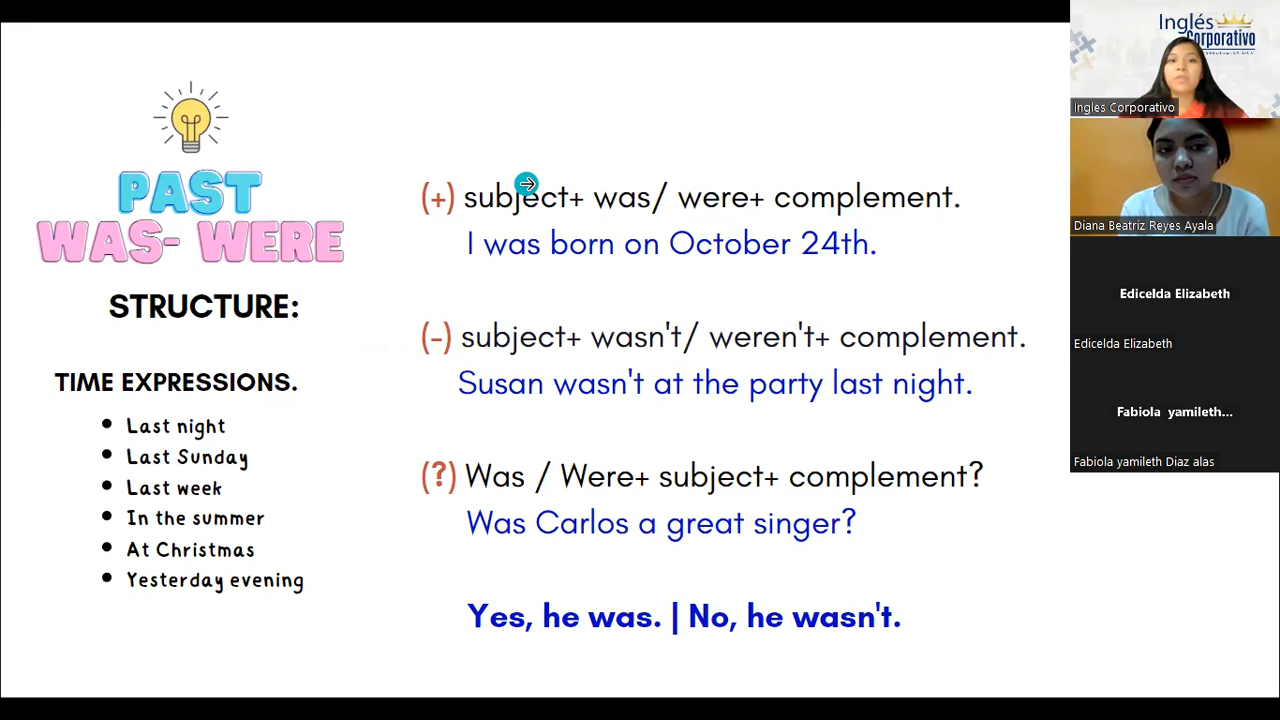 PAST
WAS- WERE
STRUCTURE:
TIME EXPRESSIONS.
Last night
Last Sunday
Last week
In the summer
At Christmas
Yesterday evening
(+) subject+ was/ were+ complement.
I was born on October 24th.
(-) subject+ wasn't/ weren't+ complement.
Susan wasn't at the party last night.
(?) Was / Were+ subject+ complement?
Was Carlos a great singer?
Yes, he was. | No, he wasn't.
Inglés
Corporativo
Ingles Corporativo
Diana Beatriz Reyes Ayala
Edicelda Elizabeth
Edicelda Elizabeth
Fabiola yamileth...
Fabiola yamileth Diaz alas